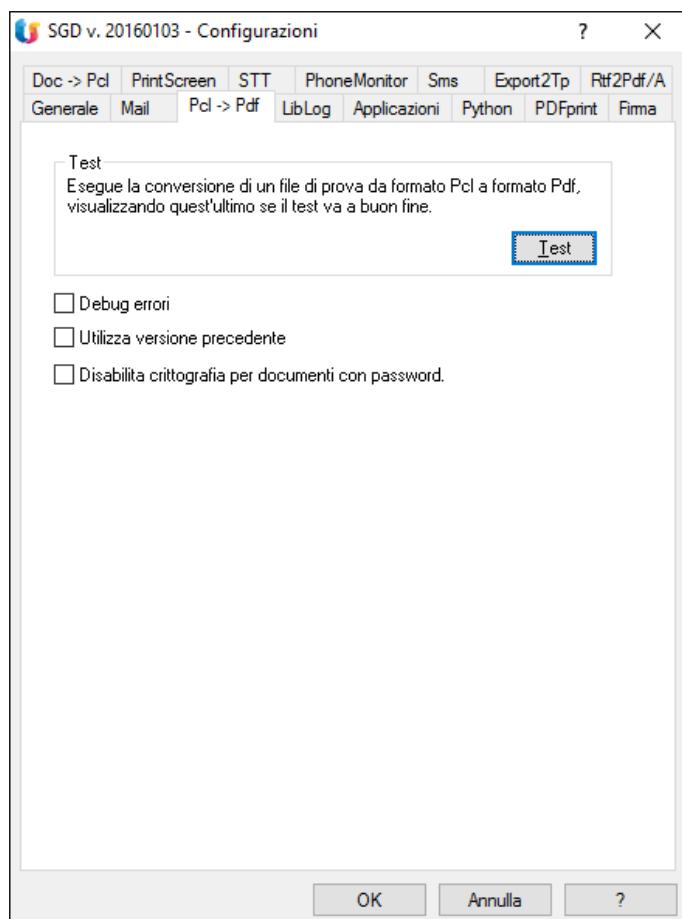 SGD v. 20160103 - Configurazioni ? X
Doc -> Pcl PrintScreen STT PhoneMonitor Sms Export2Tp Rtf2Pdf/A
Generale Mail Pcl -> Pdf LibLog Applicazioni Python PDFprint Firma
Test
Esegue la conversione di un file di prova da formato Pcl a formato Pdf,
visualizzando quest'ultimo se il test va a buon fine.
Test
Debug errori
Utilizza versione precedente
Disabilita crittografia per documenti con password.
OK Annulla ?